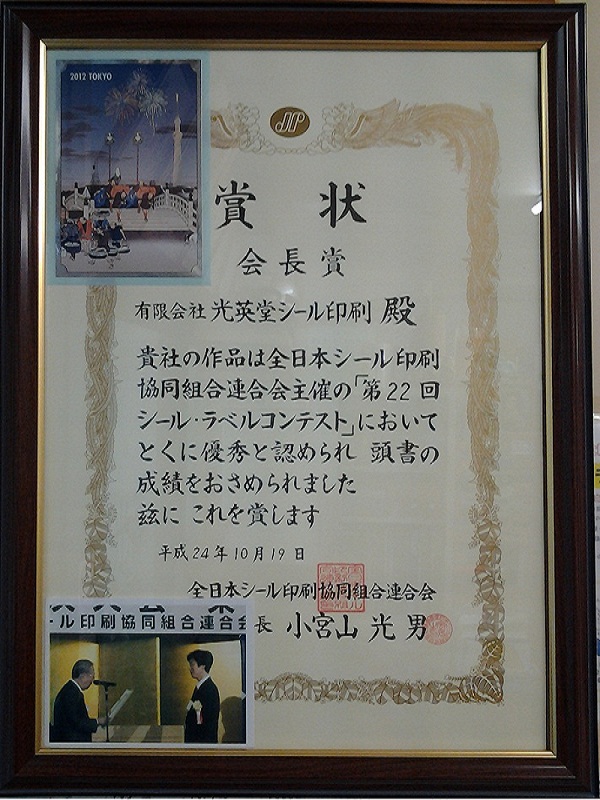 2012 TOKYO
JLP
賞状
会長賞
有限会社 光英堂シール印刷 殿
貴社の作品は全日本シール印刷
協同組合連合会主催の「第22回
シール・ラベルコンテスト」において
とくに優秀と認められ 頭書の
成績をおさめられました
茲に これを賞します
平成24年10月19日
全日本シール印刷協同組合連合会
長 小宮山光男
ール印刷協同組合連合会